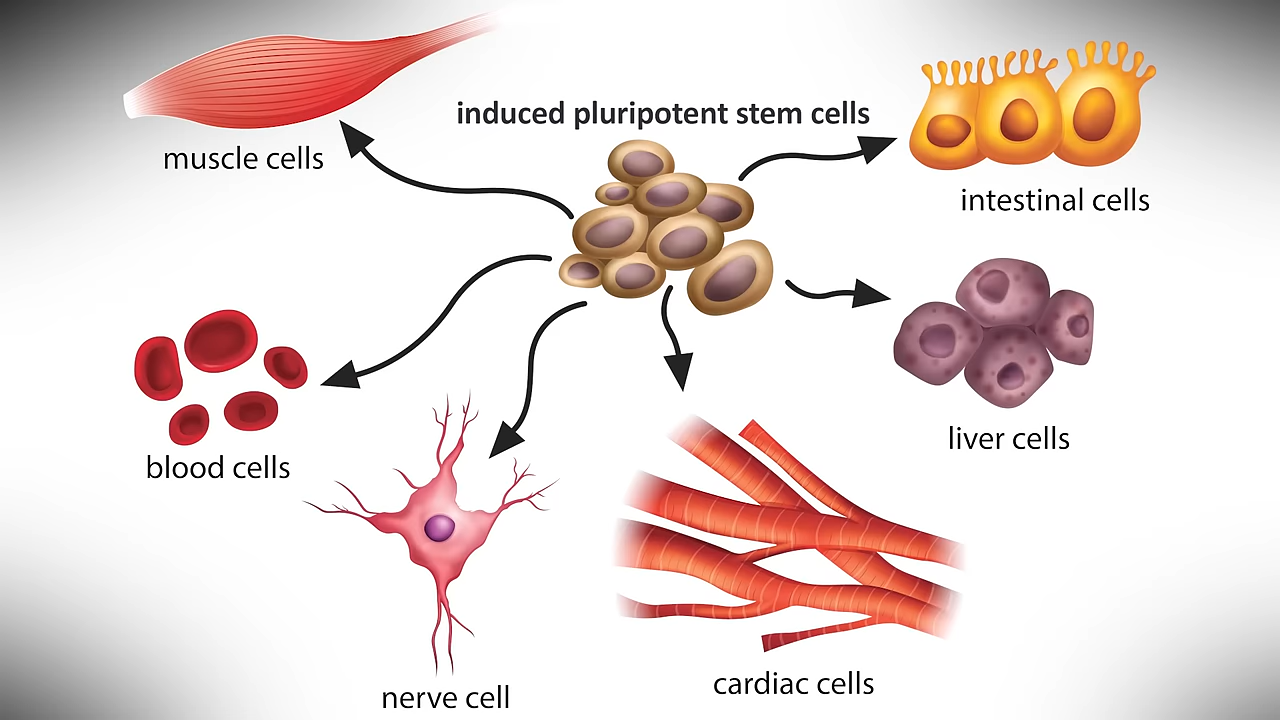 induced pluripotent stem cells
muscle cells
intestinal cells
blood cells
liver cells
nerve cell
cardiac cells